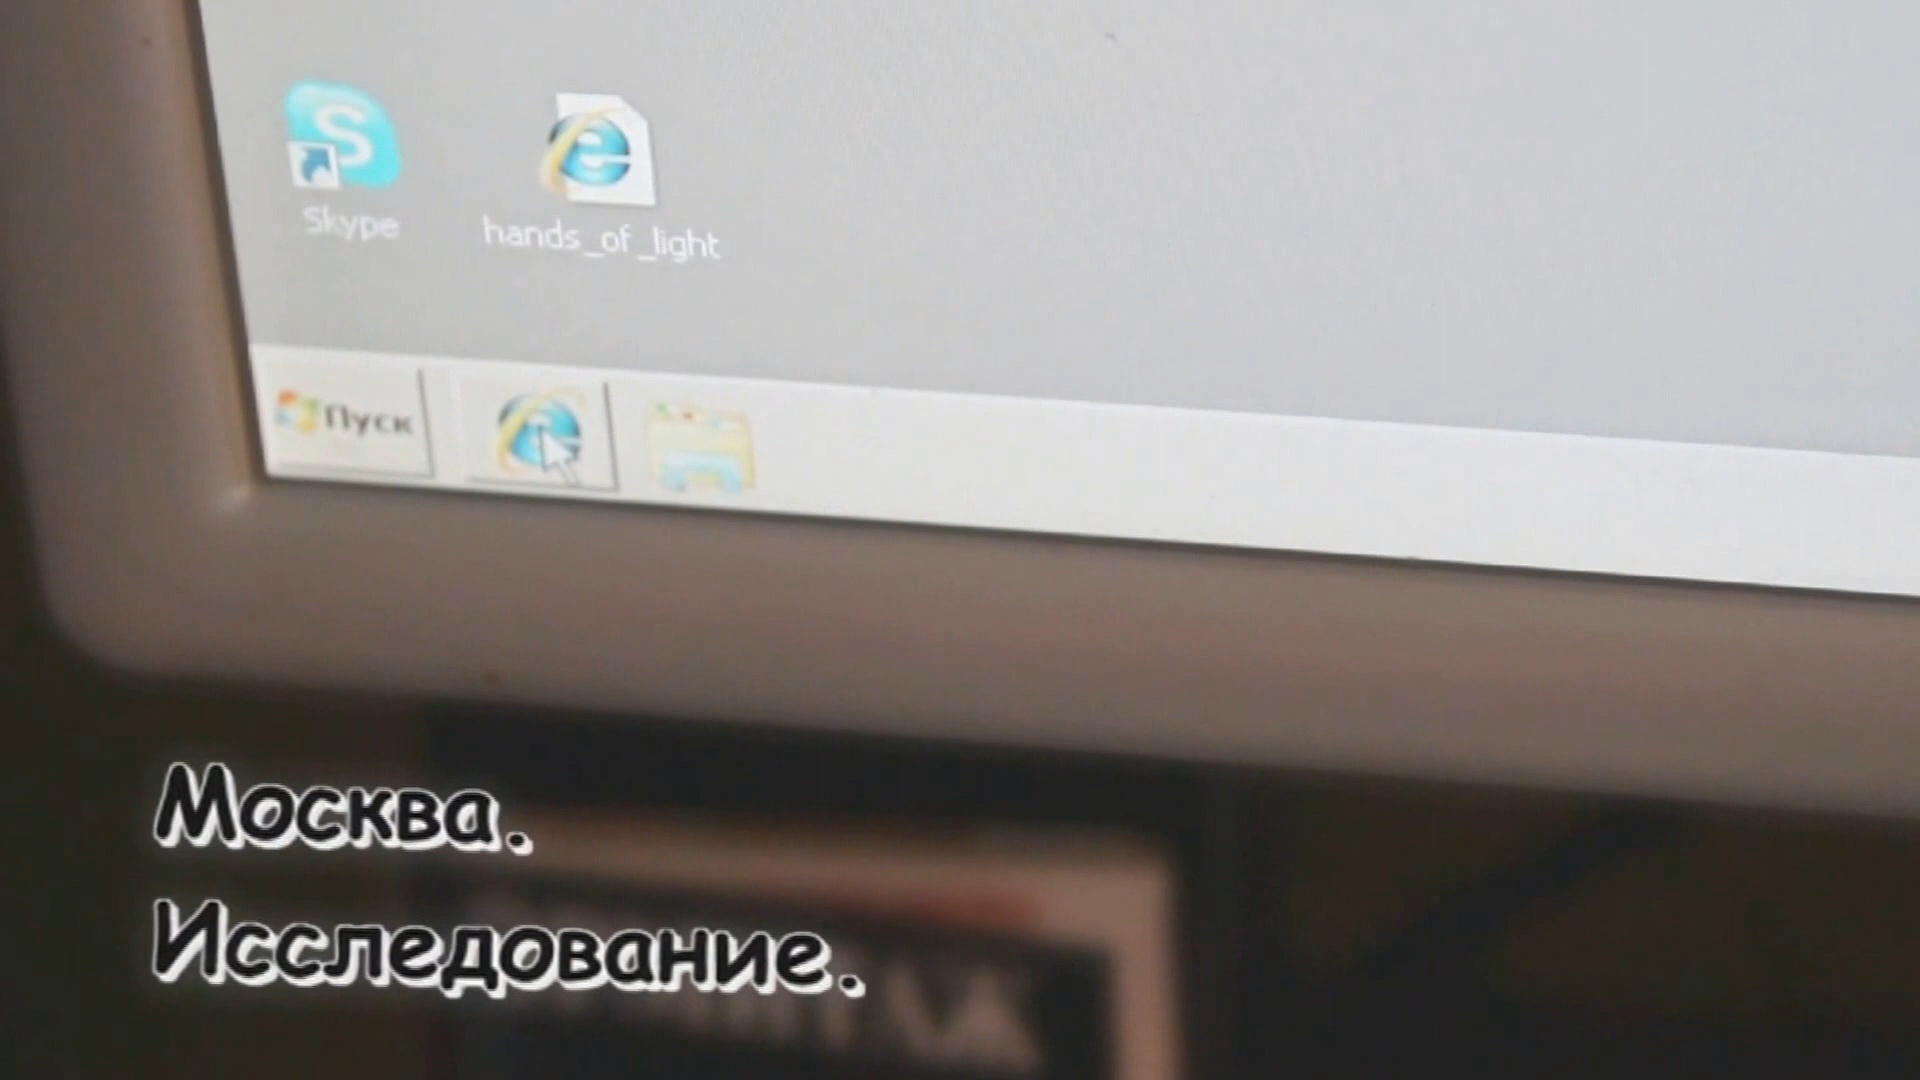 Skype
hands_of_light
Пуск
Москва.
Исследование.